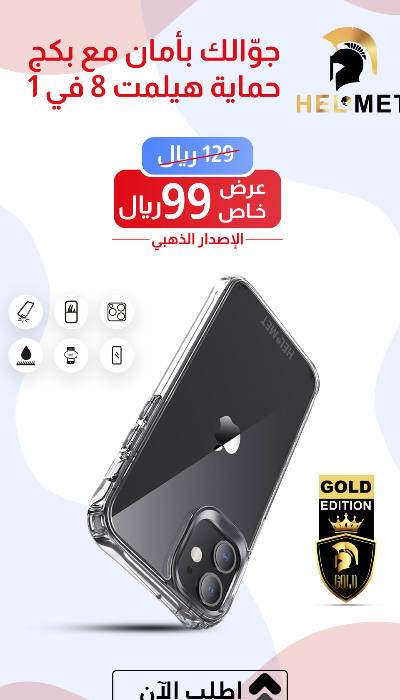 جوّالك بأمان مع بكج
حماية هيلمت 8 في 1
HELMET
129 ريال
عرض خاص 99 ريال
الإصدار الذهبي
HELMET
GOLD
EDITION
GOLD
اطلب الآن